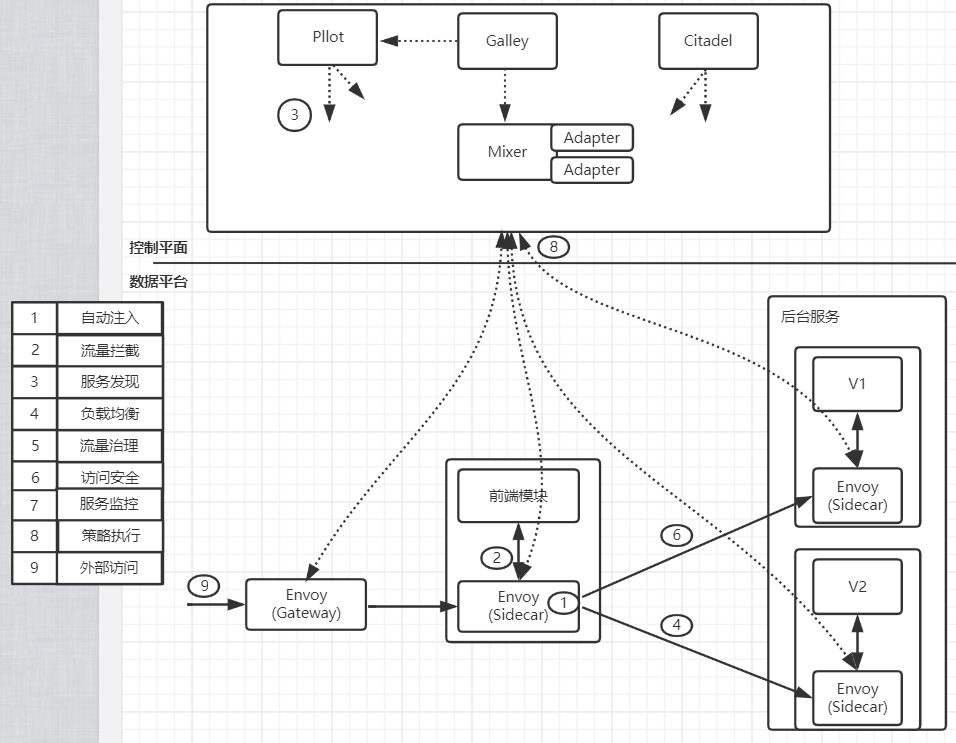 Pllot
Galley
Citadel
3
Mixer
Adapter
Adapter
控制平面
8
数据平台
1 自动注入
2 流量拦截
3 服务发现
4 负载均衡
5 流量治理
6 访问安全
7 服务监控
8 策略执行
9 外部访问
后台服务
V1
Envoy
(Sidecar)
前端模块
2
6
9
Envoy
(Gateway)
Envoy
(Sidecar)
1
4
V2
Envoy
(Sidecar)